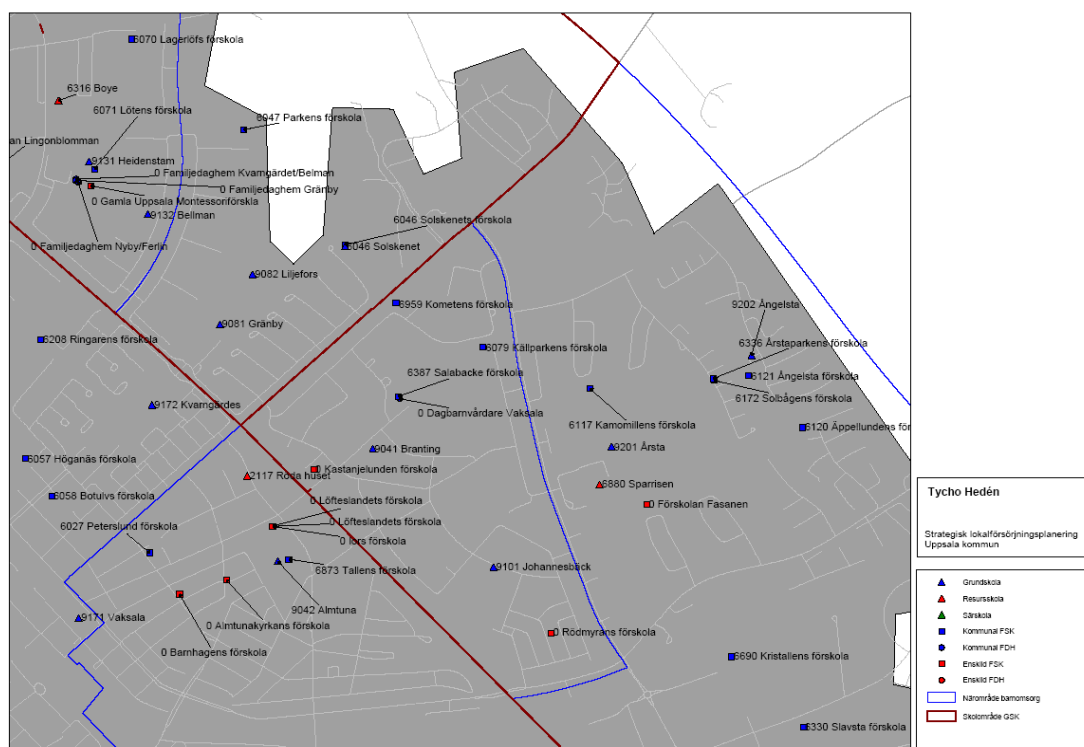 6070 Lagerlöfs förskola
6316 Boye
6071 Lötens förskola
6047 Parkens förskola
an Lingonblomman
9131 Heidenstam
0 Familjedaghem Kvarngärdet/Belman
0 Familjedaghem Gränby
0 Gamla Uppsala Montessoriförskla
9132 Bellman
6046 Solskenets förskola
0 Familjedaghem Nyby/Ferlin
6046 Solskenet
9082 Liljefors
6959 Kometens förskola
9202 Ångelsta
9081 Gränby
6208 Ringarens förskola
6336 Årstaparkens förskola
6079 Källparkens förskola
6387 Salabacke förskola
6121 Ångelsta förskota
6172 Solbågens förskola
9172 Kvarngärdes
0 Dagbarnvårdare Vaksala
6117 Kamomillens förskola
6120 Äppellundens för
9041 Branting
9201 Årsta
6057 Höganäs förskola
0 Kastanjelunden förskola
2117 Röda huset
6880 Sparrisen
6058 Botulvs förskola
0 Löfteslandets förskola
0 Förskolan Fasanen
6027 Peterslund förskola
0 Löfteslandets förskola
0 Iors förskola
6873 Tallens förskola
9101 Johannesbäck
9042 Almtuna
9171 Vaksala
0 Almtunakyrkans förskola
0 Rödmyrans förskola
0 Barnhagens förskola
6690 Kristallens förskola
6330 Slavsta förskola
Tycho Hedén
Strategisk lokalförsörjningsplanering
Uppsala kommun
Grundskola
Resursskola
Särskola
Kommunal FSK
Kommunal FDH
Enskild FSK
Enskild FDH
Närområde barnomsorg
Skolområde GSK